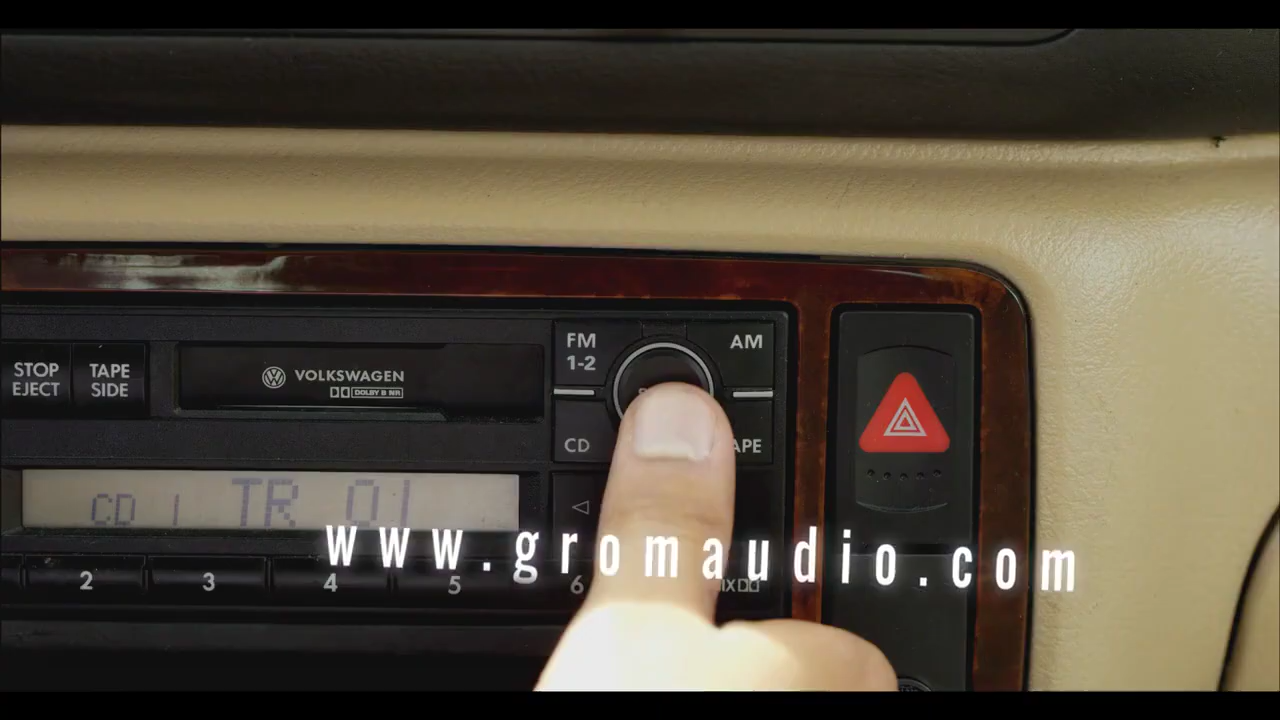 FM
1-2
AM
STOP
EJECT
TAPE
SIDE
VOLKSWAGEN
DOLBY B NR
CD
CD 1 TR 01
www.gromaudio.com
2
3
4
5
6